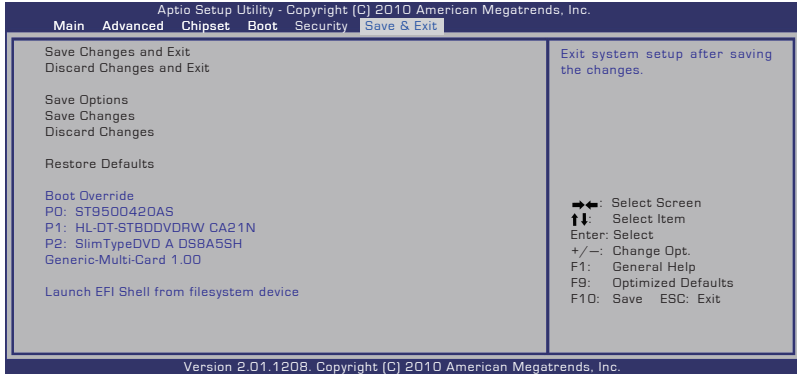 Aptio Setup Utility - Copyright (C) 2010 American Megatrends, Inc.
Main Advanced Chipset Boot Security Save & Exit
Save Changes and Exit
Discard Changes and Exit
Save Options
Save Changes
Discard Changes
Restore Defaults
Boot Override
P0: ST9500420AS
P1: HL-DT-STBDDVDRW CA21N
P2: SlimTypeDVD A DS8A5SH
Generic-Multi-Card 1.00
Launch EFI Shell from filesystem device
Exit system setup after saving
the changes.
→←: Select Screen
↑↓: Select Item
Enter: Select
+/−: Change Opt.
F1: General Help
F9: Optimized Defaults
F10: Save ESC: Exit
Version 2.01.1208. Copyright (C) 2010 American Megatrends, Inc.